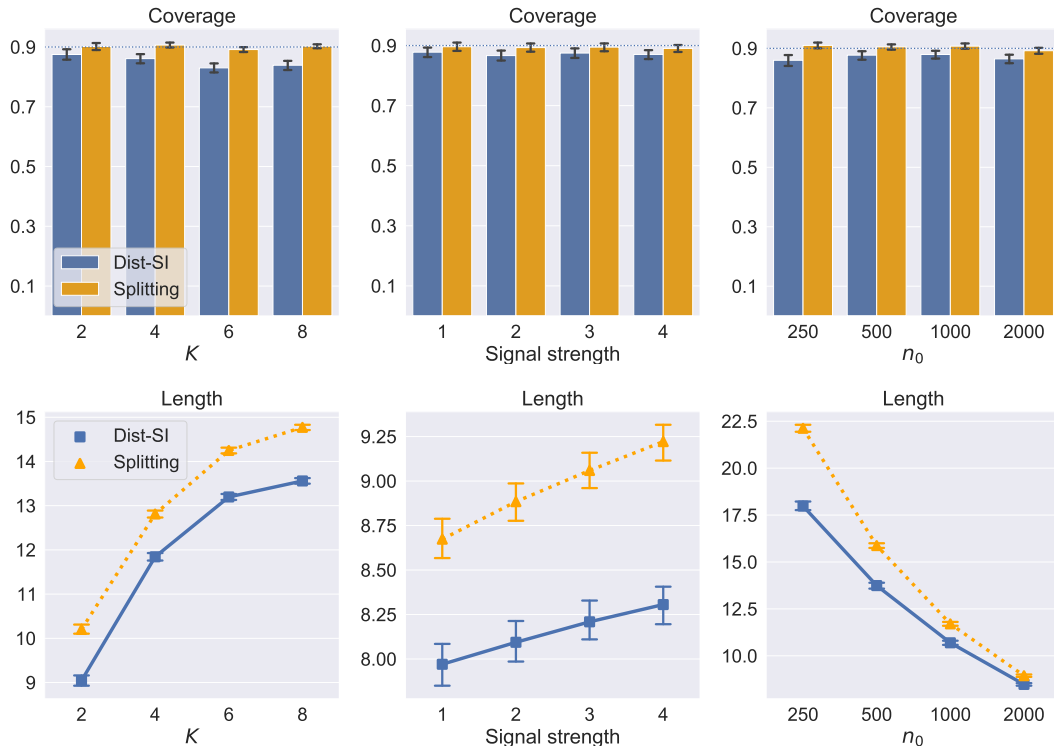 Coverage
0.9
0.7
0.5
0.3
0.1
Dist-SI
Splitting
2 4 6 8
K
Coverage
0.9
0.7
0.5
0.3
0.1
1 2 3 4
Signal strength
Coverage
0.9
0.7
0.5
0.3
0.1
250 500 1000 2000
n₀
Length
15
14
13
12
11
10
9
Dist-SI
Splitting
2 4 6 8
K
Length
9.25
9.00
8.75
8.50
8.25
8.00
1 2 3 4
Signal strength
Length
22.5
20.0
17.5
15.0
12.5
10.0
250 500 1000 2000
n₀